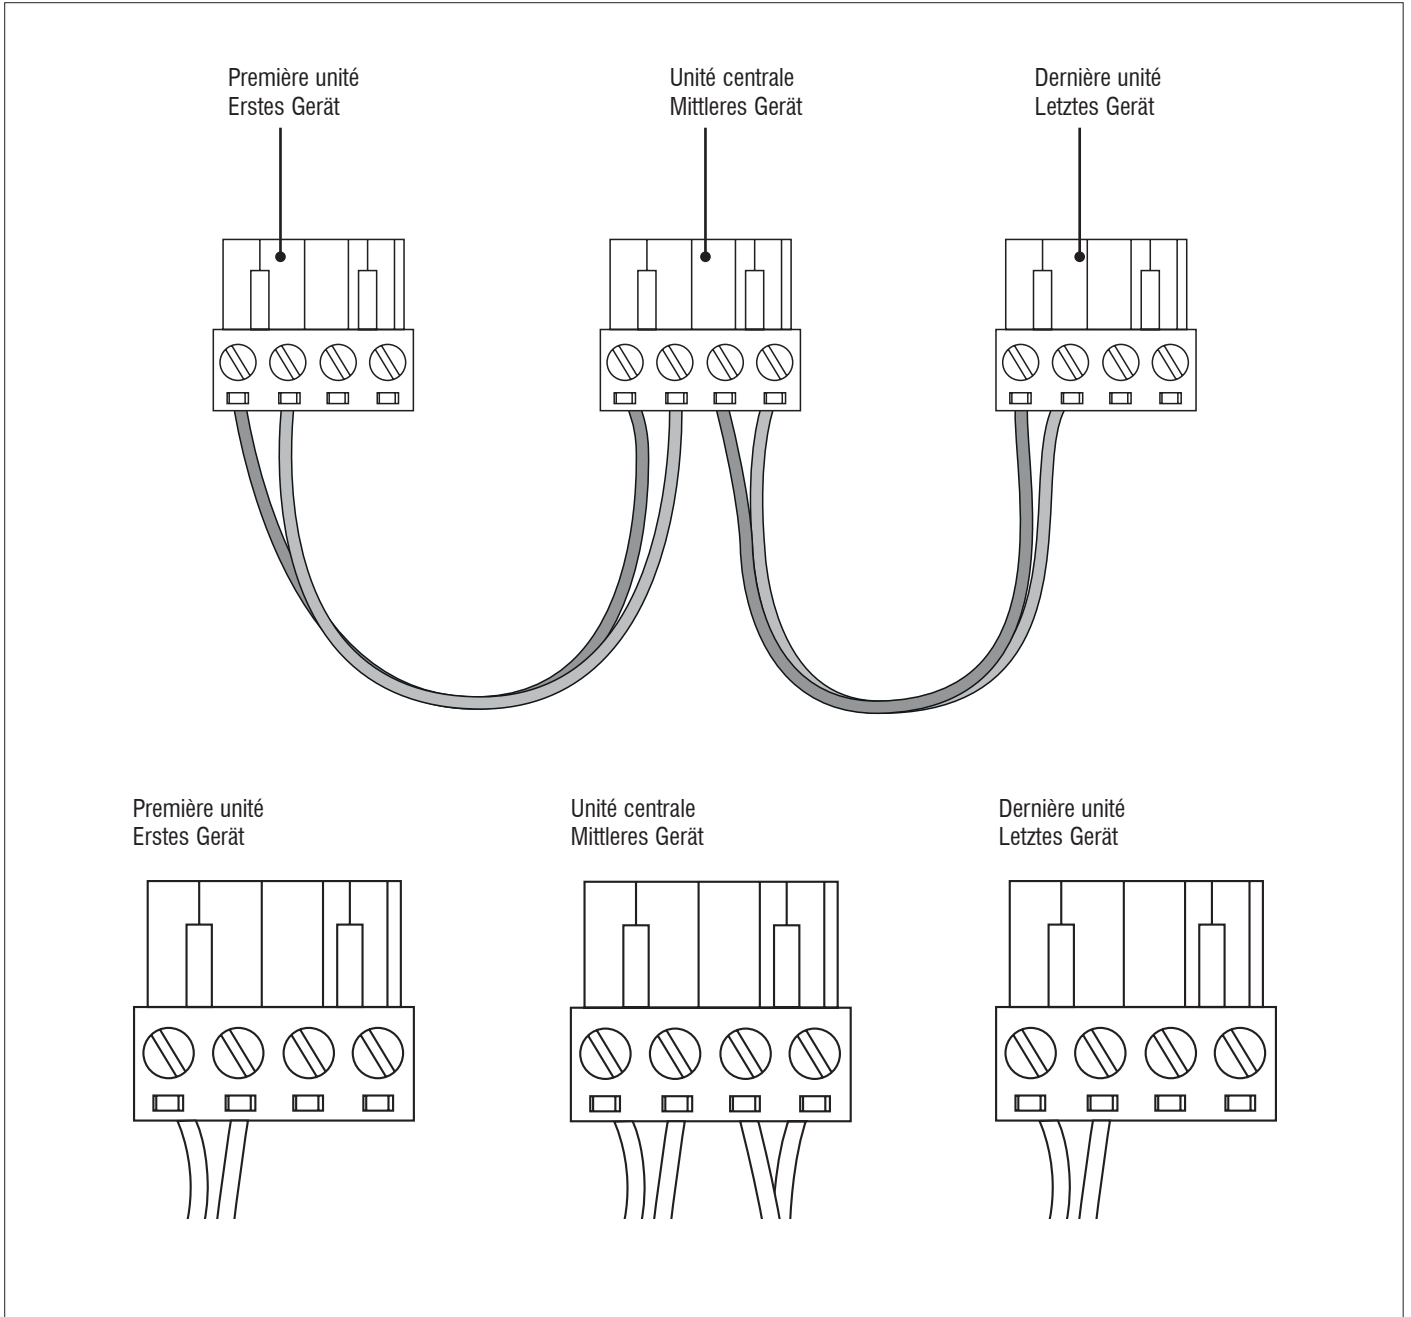 Première unité
Erstes Gerät
Unité centrale
Mittleres Gerät
Dernière unité
Letztes Gerät
Première unité
Erstes Gerät
Unité centrale
Mittleres Gerät
Dernière unité
Letztes Gerät